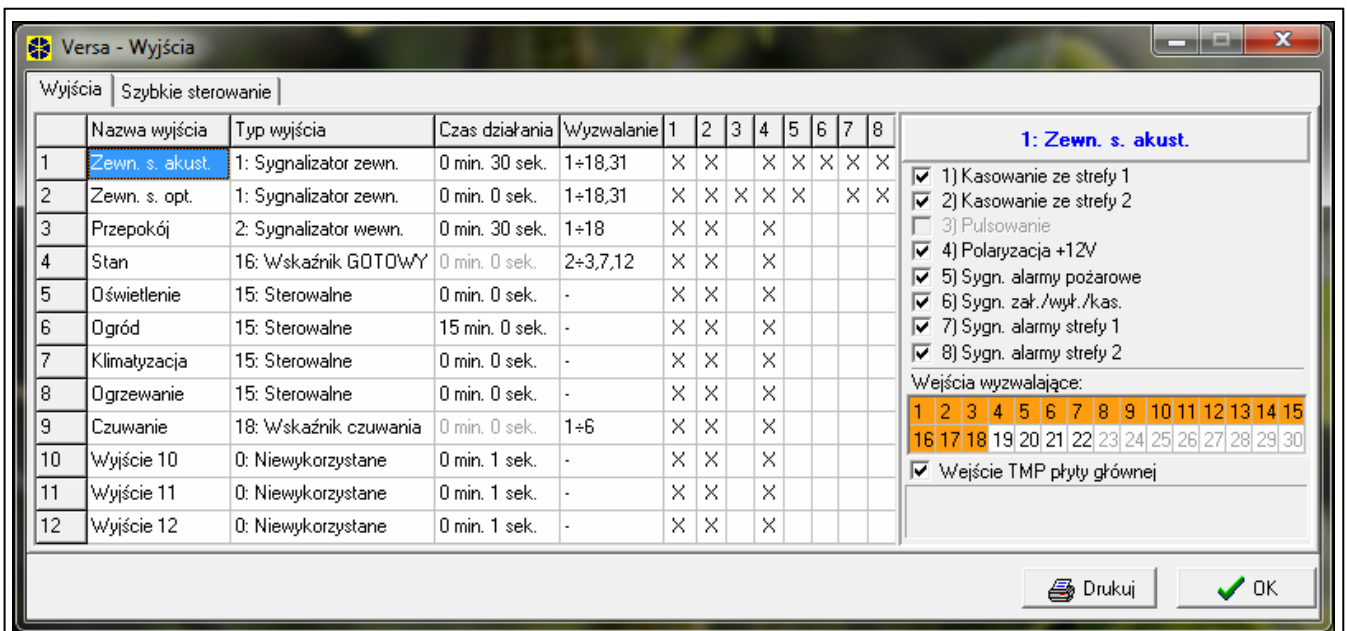 Versa - Wyjścia
Wyjścia Szybkie sterowanie
Nazwa wyjścia Typ wyjścia Czas działania Wyzwalanie 1 2 3 4 5 6 7 8
1 Zewn. s. akust. 1: Sygnalizator zewn. 0 min. 30 sek. 1÷18,31 X X X X X X X
2 Zewn. s. opt. 1: Sygnalizator zewn. 0 min. 0 sek. 1÷18,31 X X X X X X X
3 Przepokój 2: Sygnalizator wewn. 0 min. 30 sek. 1÷18 X X X
4 Stan 16: Wskaźnik GOTOWY 0 min. 0 sek. 2÷3,7,12 X X X
5 Oświetlenie 15: Sterowalne 0 min. 0 sek. - X X X
6 Ogród 15: Sterowalne 15 min. 0 sek. - X X X
7 Klimatyzacja 15: Sterowalne 0 min. 0 sek. - X X X
8 Ogrzewanie 15: Sterowalne 0 min. 0 sek. - X X X
9 Czuwanie 18: Wskaźnik czuwania 0 min. 0 sek. 1÷6 X X X
10 Wyjście 10 0: Niewykorzystane 0 min. 1 sek. - X X X
11 Wyjście 11 0: Niewykorzystane 0 min. 1 sek. - X X X
12 Wyjście 12 0: Niewykorzystane 0 min. 1 sek. - X X X
1: Zewn. s. akust.
1) Kasowanie ze strefy 1
2) Kasowanie ze strefy 2
3) Pulsowanie
4) Polaryzacja +12V
5) Sygn. alarmy pożarowe
6) Sygn. zał./wył./kas.
7) Sygn. alarmy strefy 1
8) Sygn. alarmy strefy 2
Wejścia wyzwalające:
1 2 3 4 5 6 7 8 9 10 11 12 13 14 15
16 17 18 19 20 21 22 23 24 25 26 27 28 29 30
Wejście TMP płyty głównej
Drukuj OK